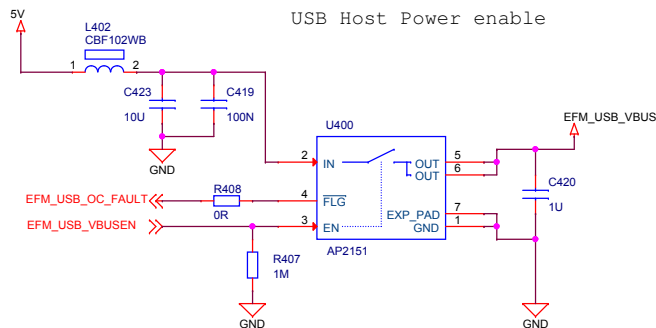 USB Host Power enable
5V
L402
CBF102WB
1
2
C423
10U
C419
100N
GND
U400
EFM_USB_VBUS
2
IN
OUT
5
OUT
6
C420
1U
EFM_USB_OC_FAULT
R408
0R
4
FLG
EFM_USB_VBUSEN
3
EN
EXP_PAD
7
GND
1
AP2151
R407
1M
GND
GND